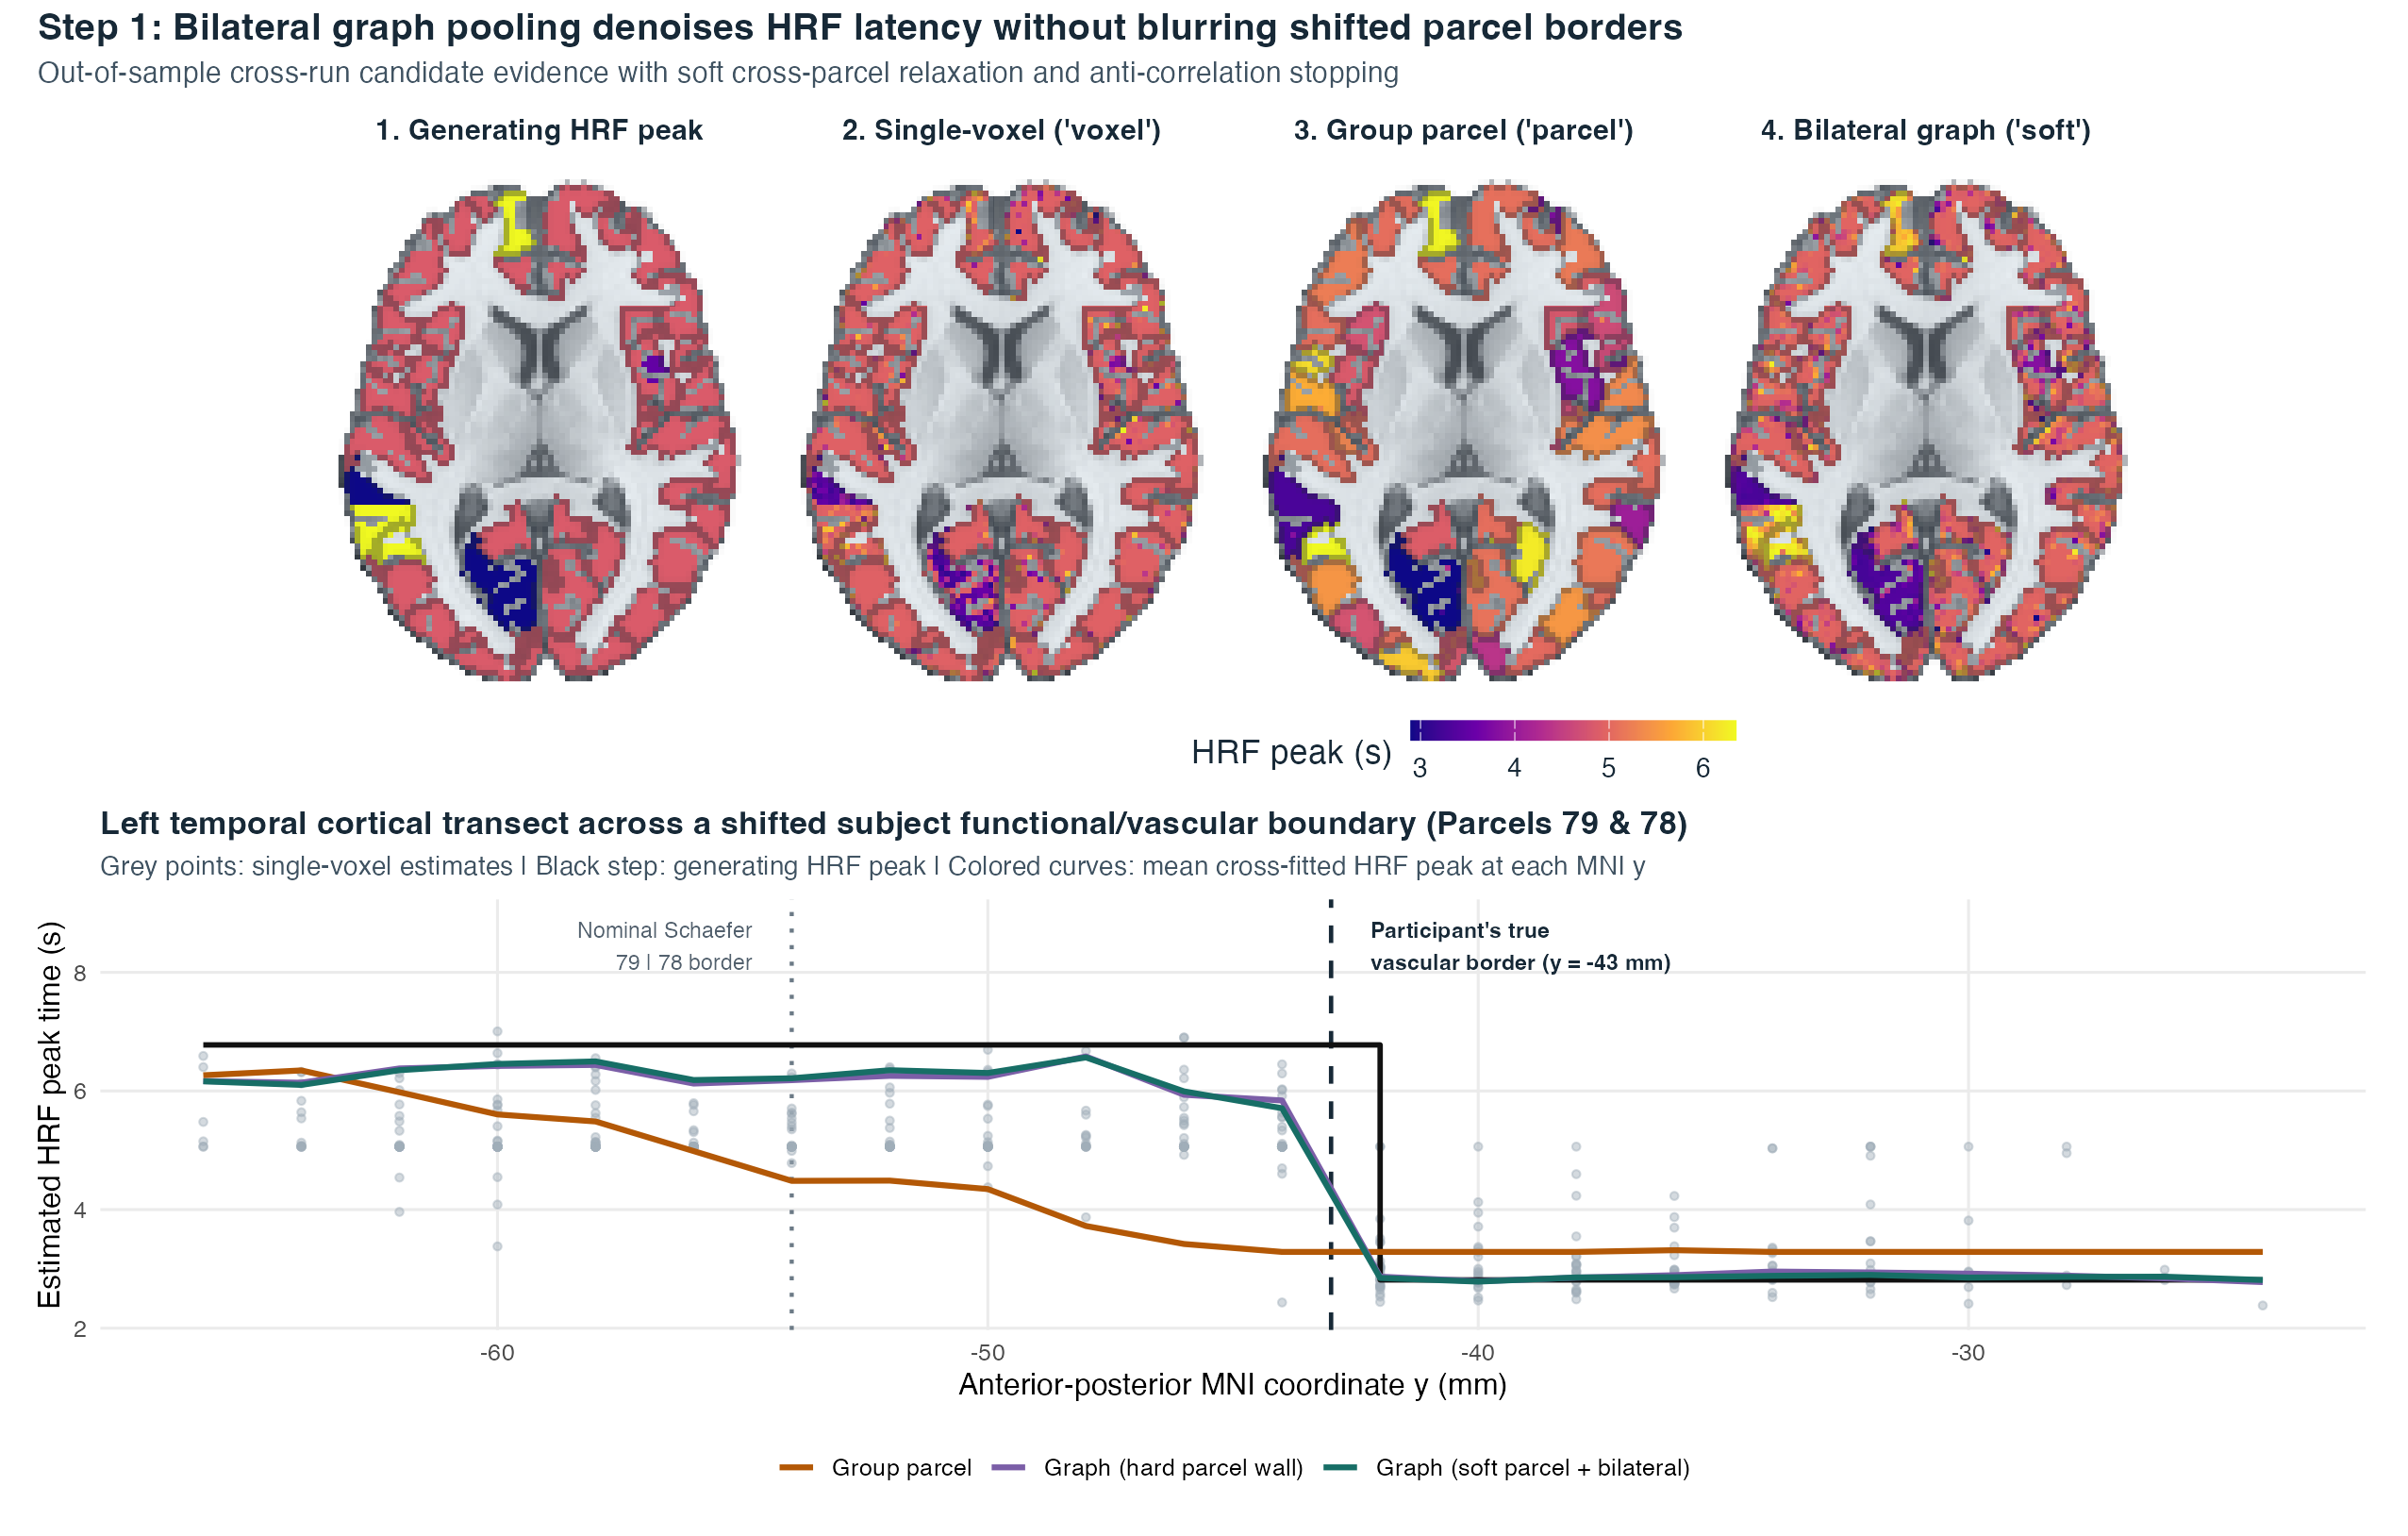 Step 1: Bilateral graph pooling denoises HRF latency without blurring shifted parcel borders
Out-of-sample cross-run candidate evidence with soft cross-parcel relaxation and anti-correlation stopping
1. Generating HRF peak
2. Single-voxel ('voxel')
3. Group parcel ('parcel')
4. Bilateral graph ('soft')
HRF peak (s)
3 4 5 6
Left temporal cortical transect across a shifted subject functional/vascular boundary (Parcels 79 & 78)
Grey points: single-voxel estimates | Black step: generating HRF peak | Colored curves: mean cross-fitted HRF peak at each MNI y
Nominal Schaefer
79 | 78 border
Participant's true
vascular border (y = -43 mm)
Estimated HRF peak time (s)
8
6
4
2
-60 -50 -40 -30
Anterior-posterior MNI coordinate y (mm)
Group parcel
Graph (hard parcel wall)
Graph (soft parcel + bilateral)